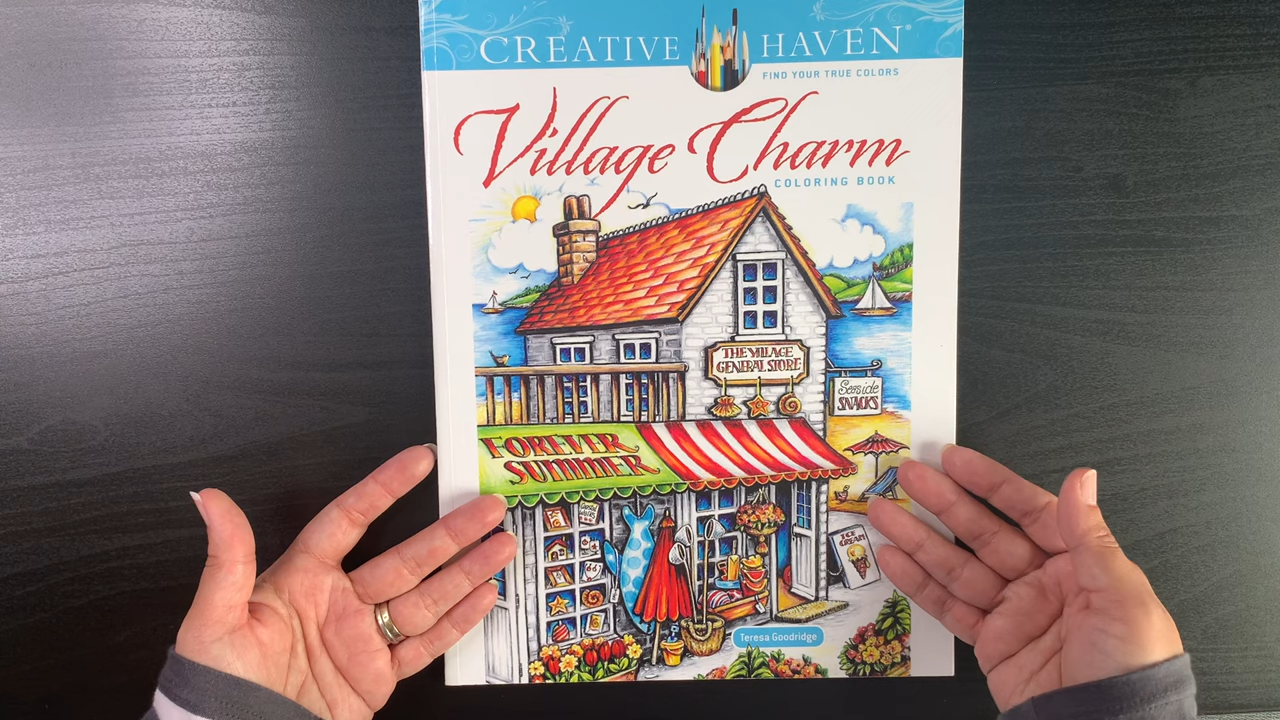 CREATIVE HAVEN®
FIND YOUR TRUE COLORS
Village Charm
COLORING BOOK
THE VILLAGE
GENERAL STORE
Seaside
SNACKS
FOREVER
SUMMER
ICE
CREAM
Teresa Goodridge